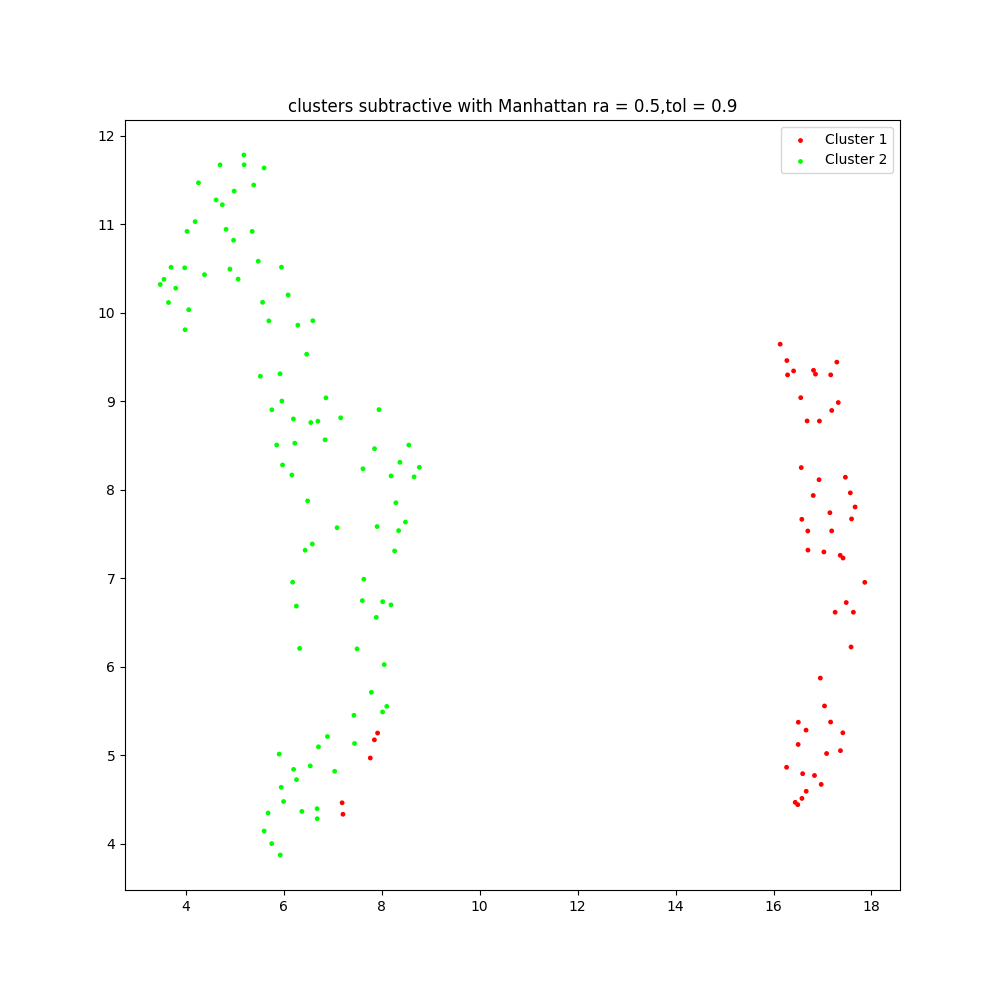 clusters subtractive with Manhattan ra = 0.5,tol = 0.9
Cluster 1
Cluster 2
12
11
10
9
8
7
6
5
4
4 6 8 10 12 14 16 18